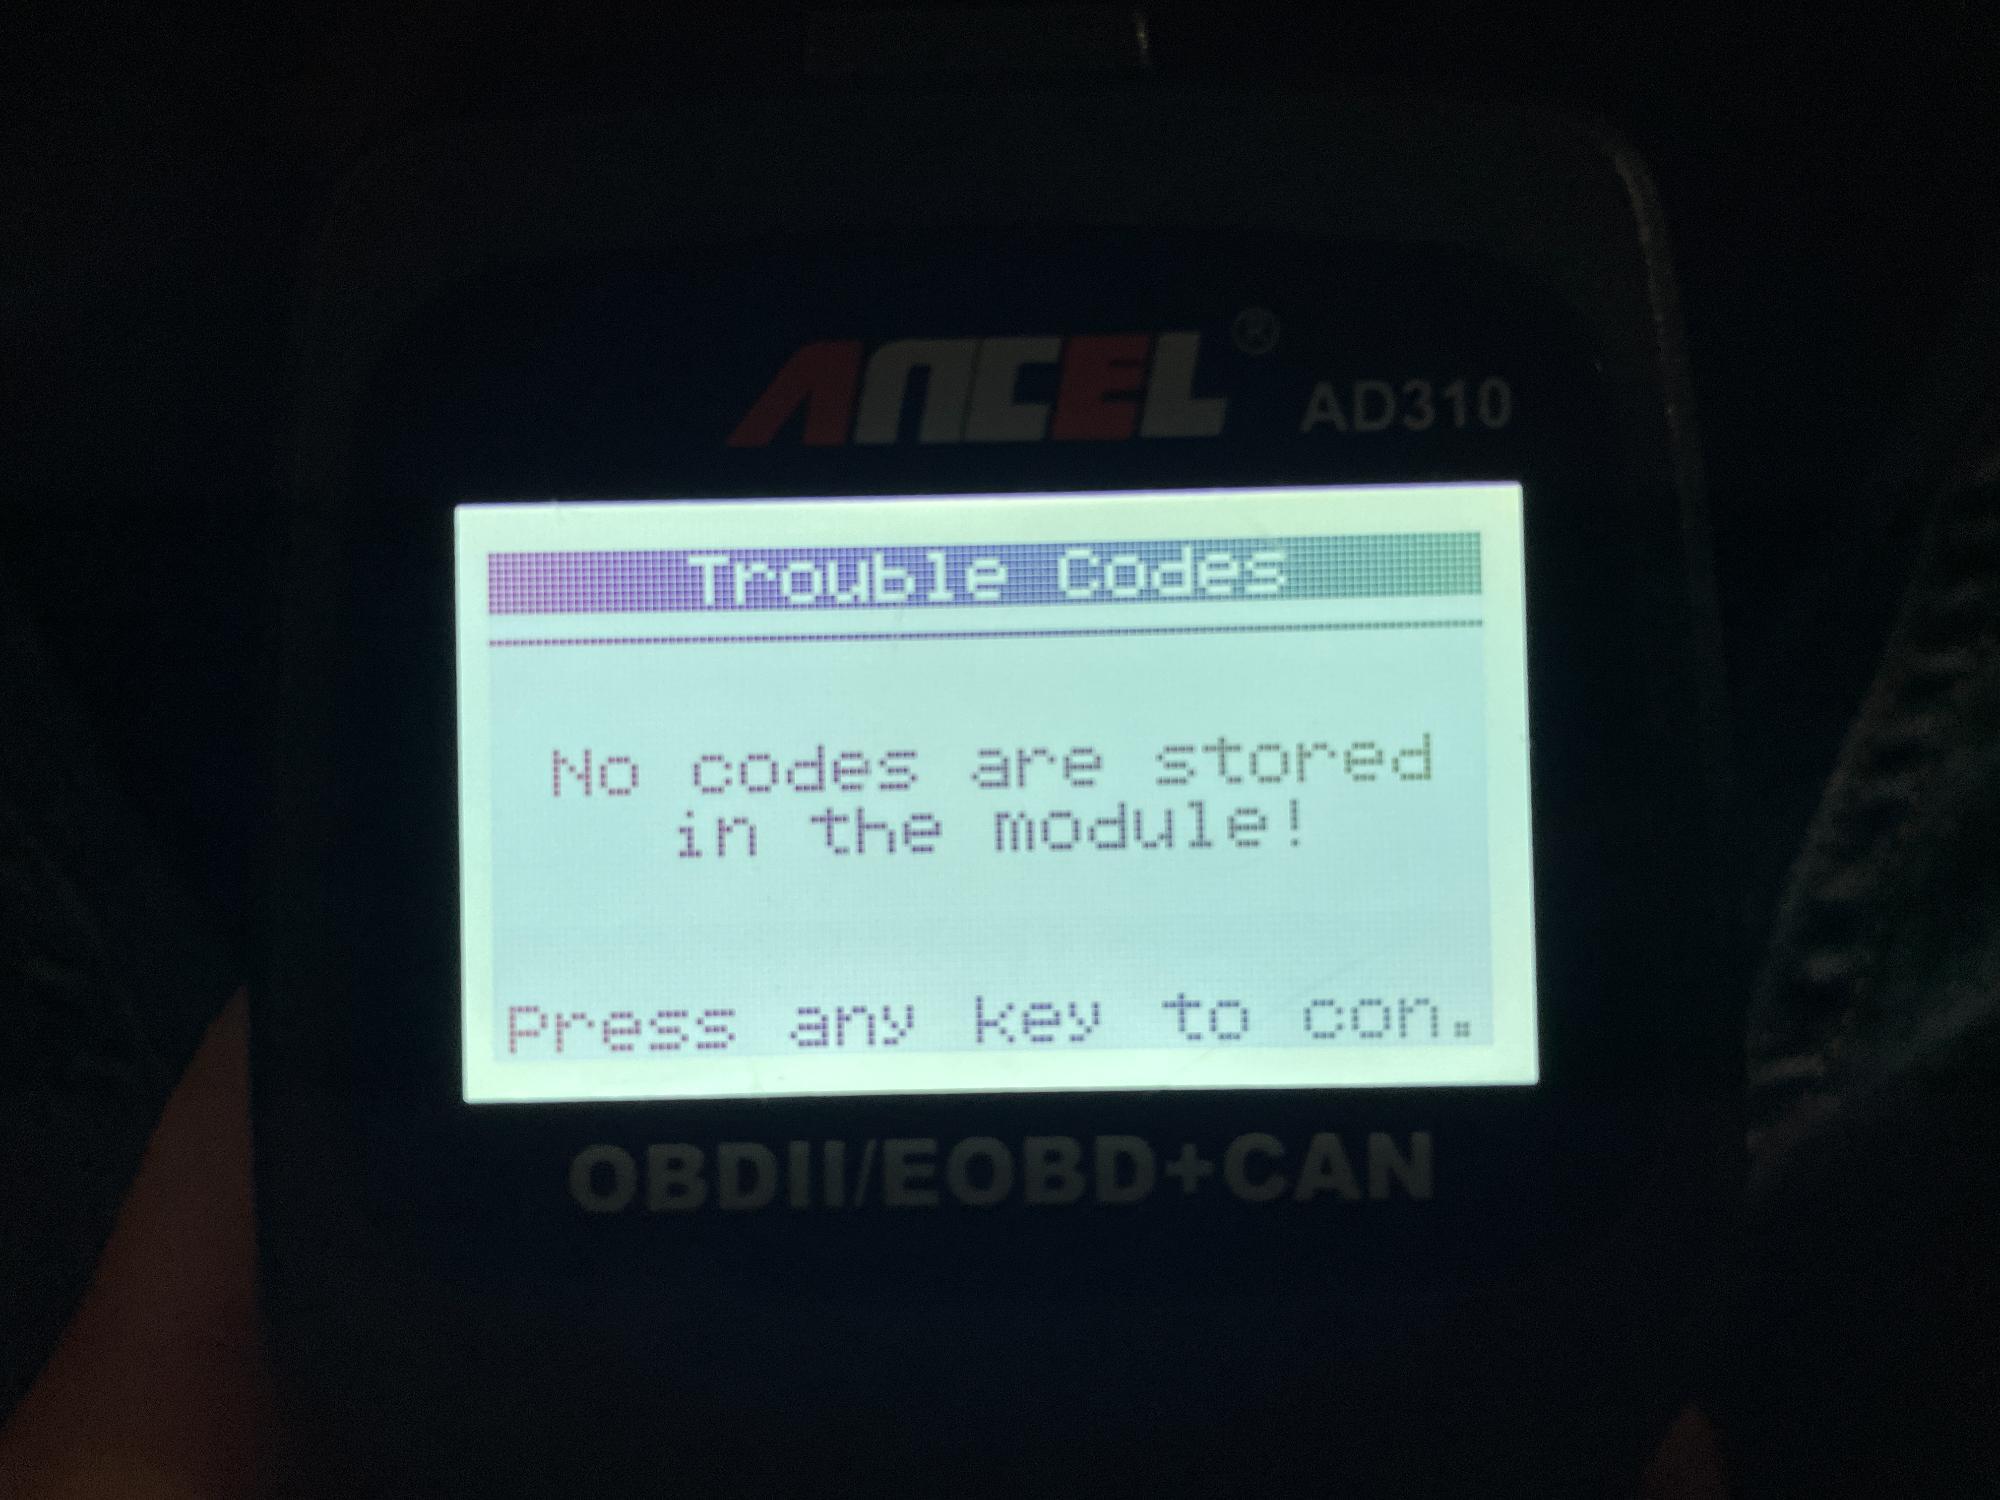 ANCEL®
AD310
Trouble Codes
No codes are stored
in the module!
Press any key to con.
OBDII/EOBD+CAN